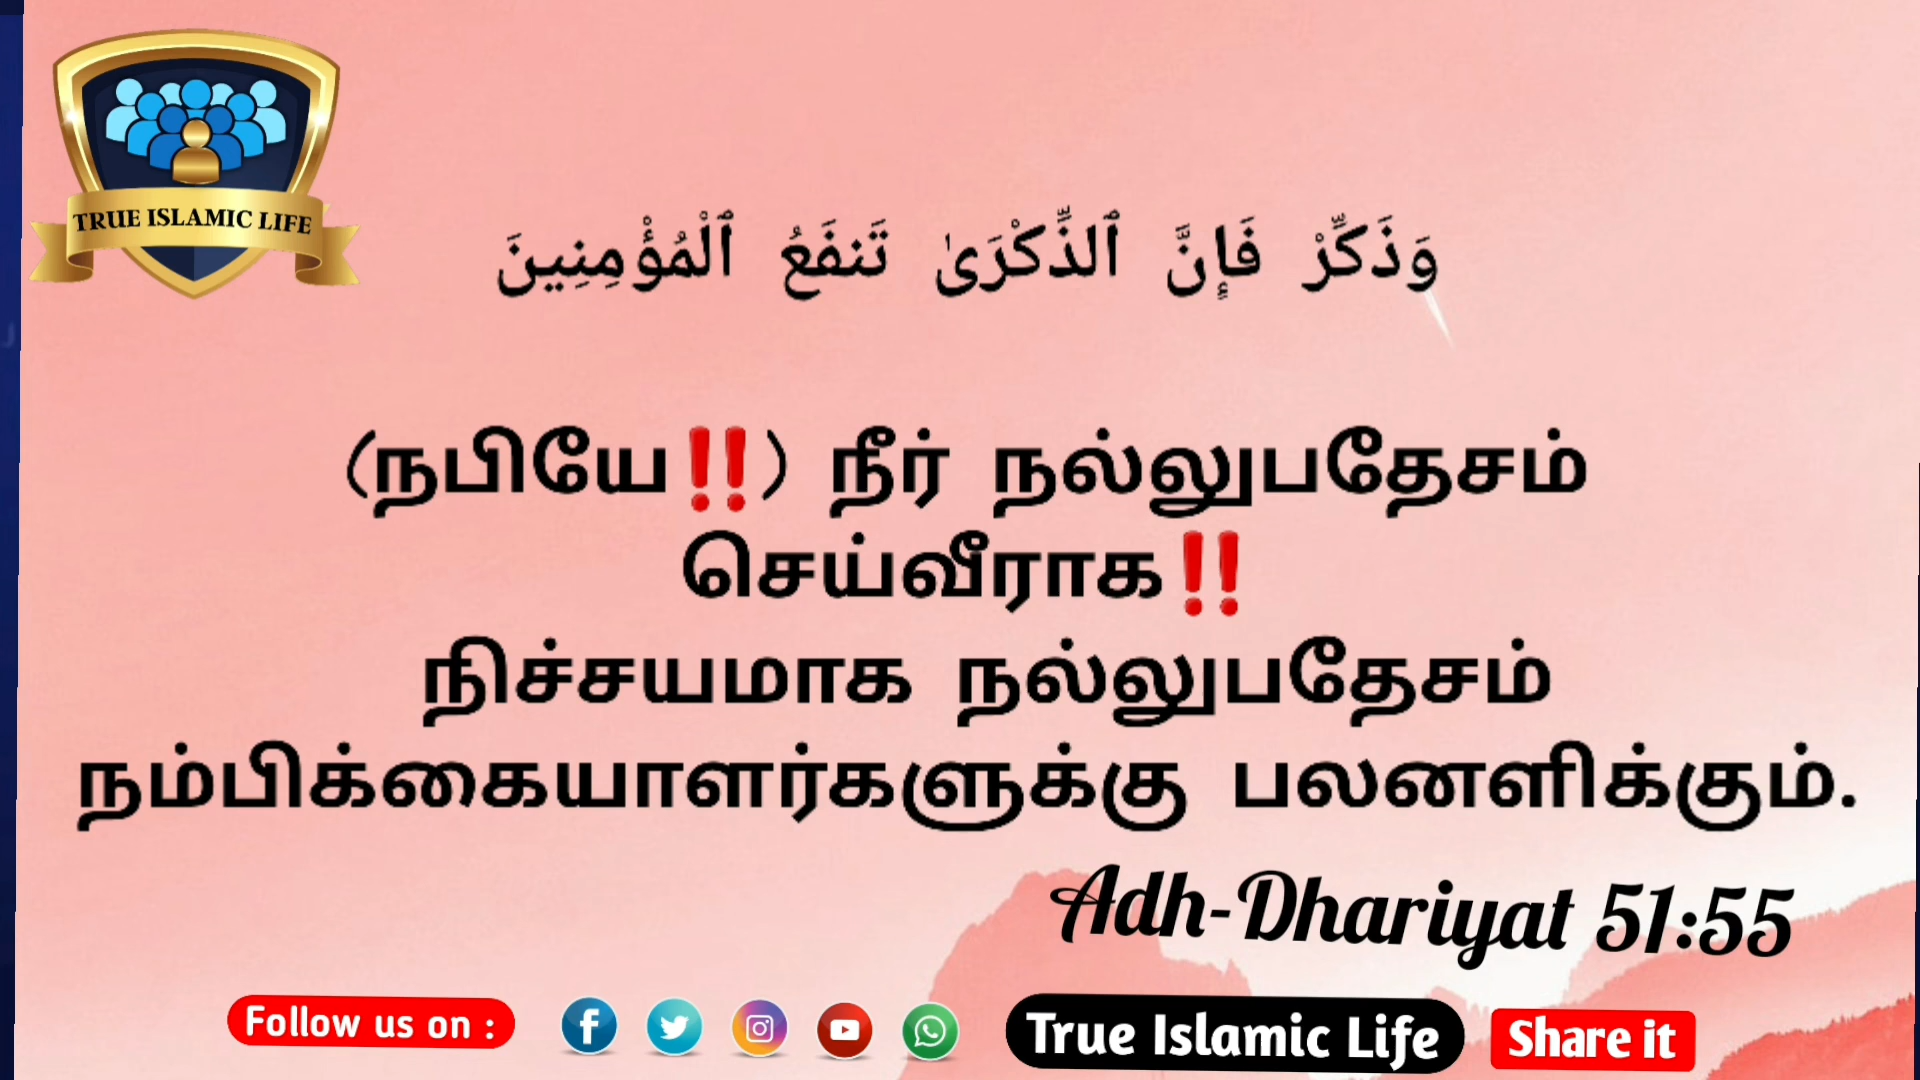 TRUE ISLAMIC LIFE
وَذَكِّرْ فَإِنَّ ٱلذِّكْرَىٰ تَنفَعُ ٱلْمُؤْمِنِينَ
(நபியே‼️) நீர் நல்லுபதேசம்
செய்வீராக‼️
நிச்சயமாக நல்லுபதேசம்
நம்பிக்கையாளர்களுக்கு பலனளிக்கும்.
Adh-Dhariyat 51:55
Follow us on : True Islamic Life Share it